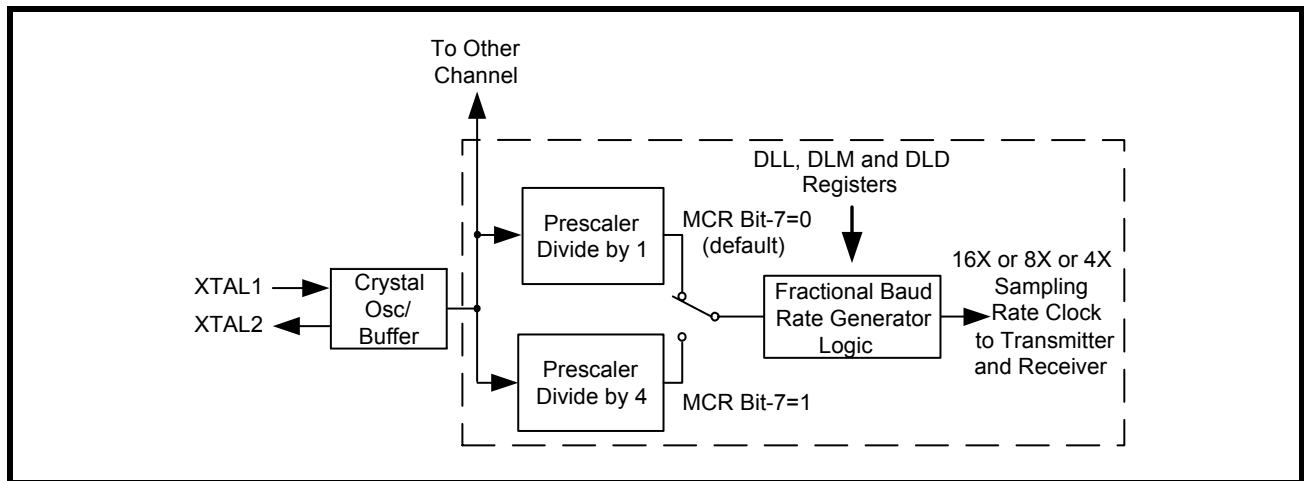 To Other
Channel
DLL, DLM and DLD
Registers
Prescaler
Divide by 1
MCR Bit-7=0
(default)
16X or 8X or 4X
Sampling
Rate Clock
to Transmitter
and Receiver
XTAL1
XTAL2
Crystal
Osc/
Buffer
Fractional Baud
Rate Generator
Logic
Prescaler
Divide by 4
MCR Bit-7=1